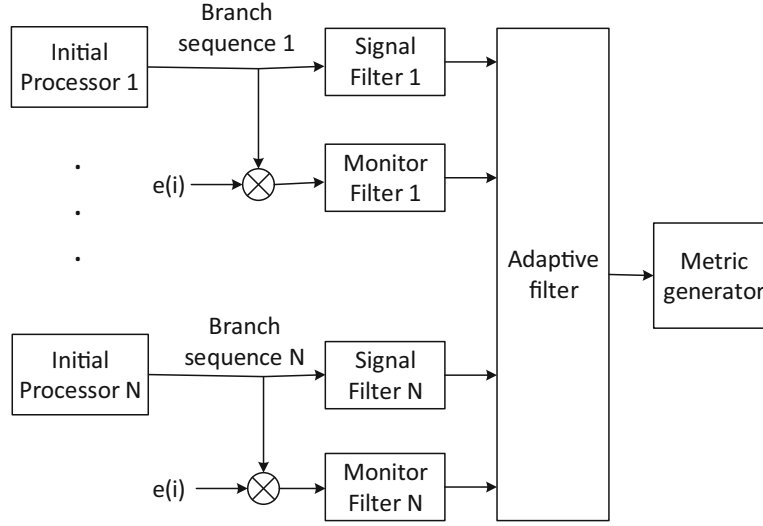 Branch
sequence 1
Initial
Processor 1
Signal
Filter 1
e(i)
Monitor
Filter 1
Adaptive
filter
Metric
generator
Branch
sequence N
Initial
Processor N
Signal
Filter N
e(i)
Monitor
Filter N